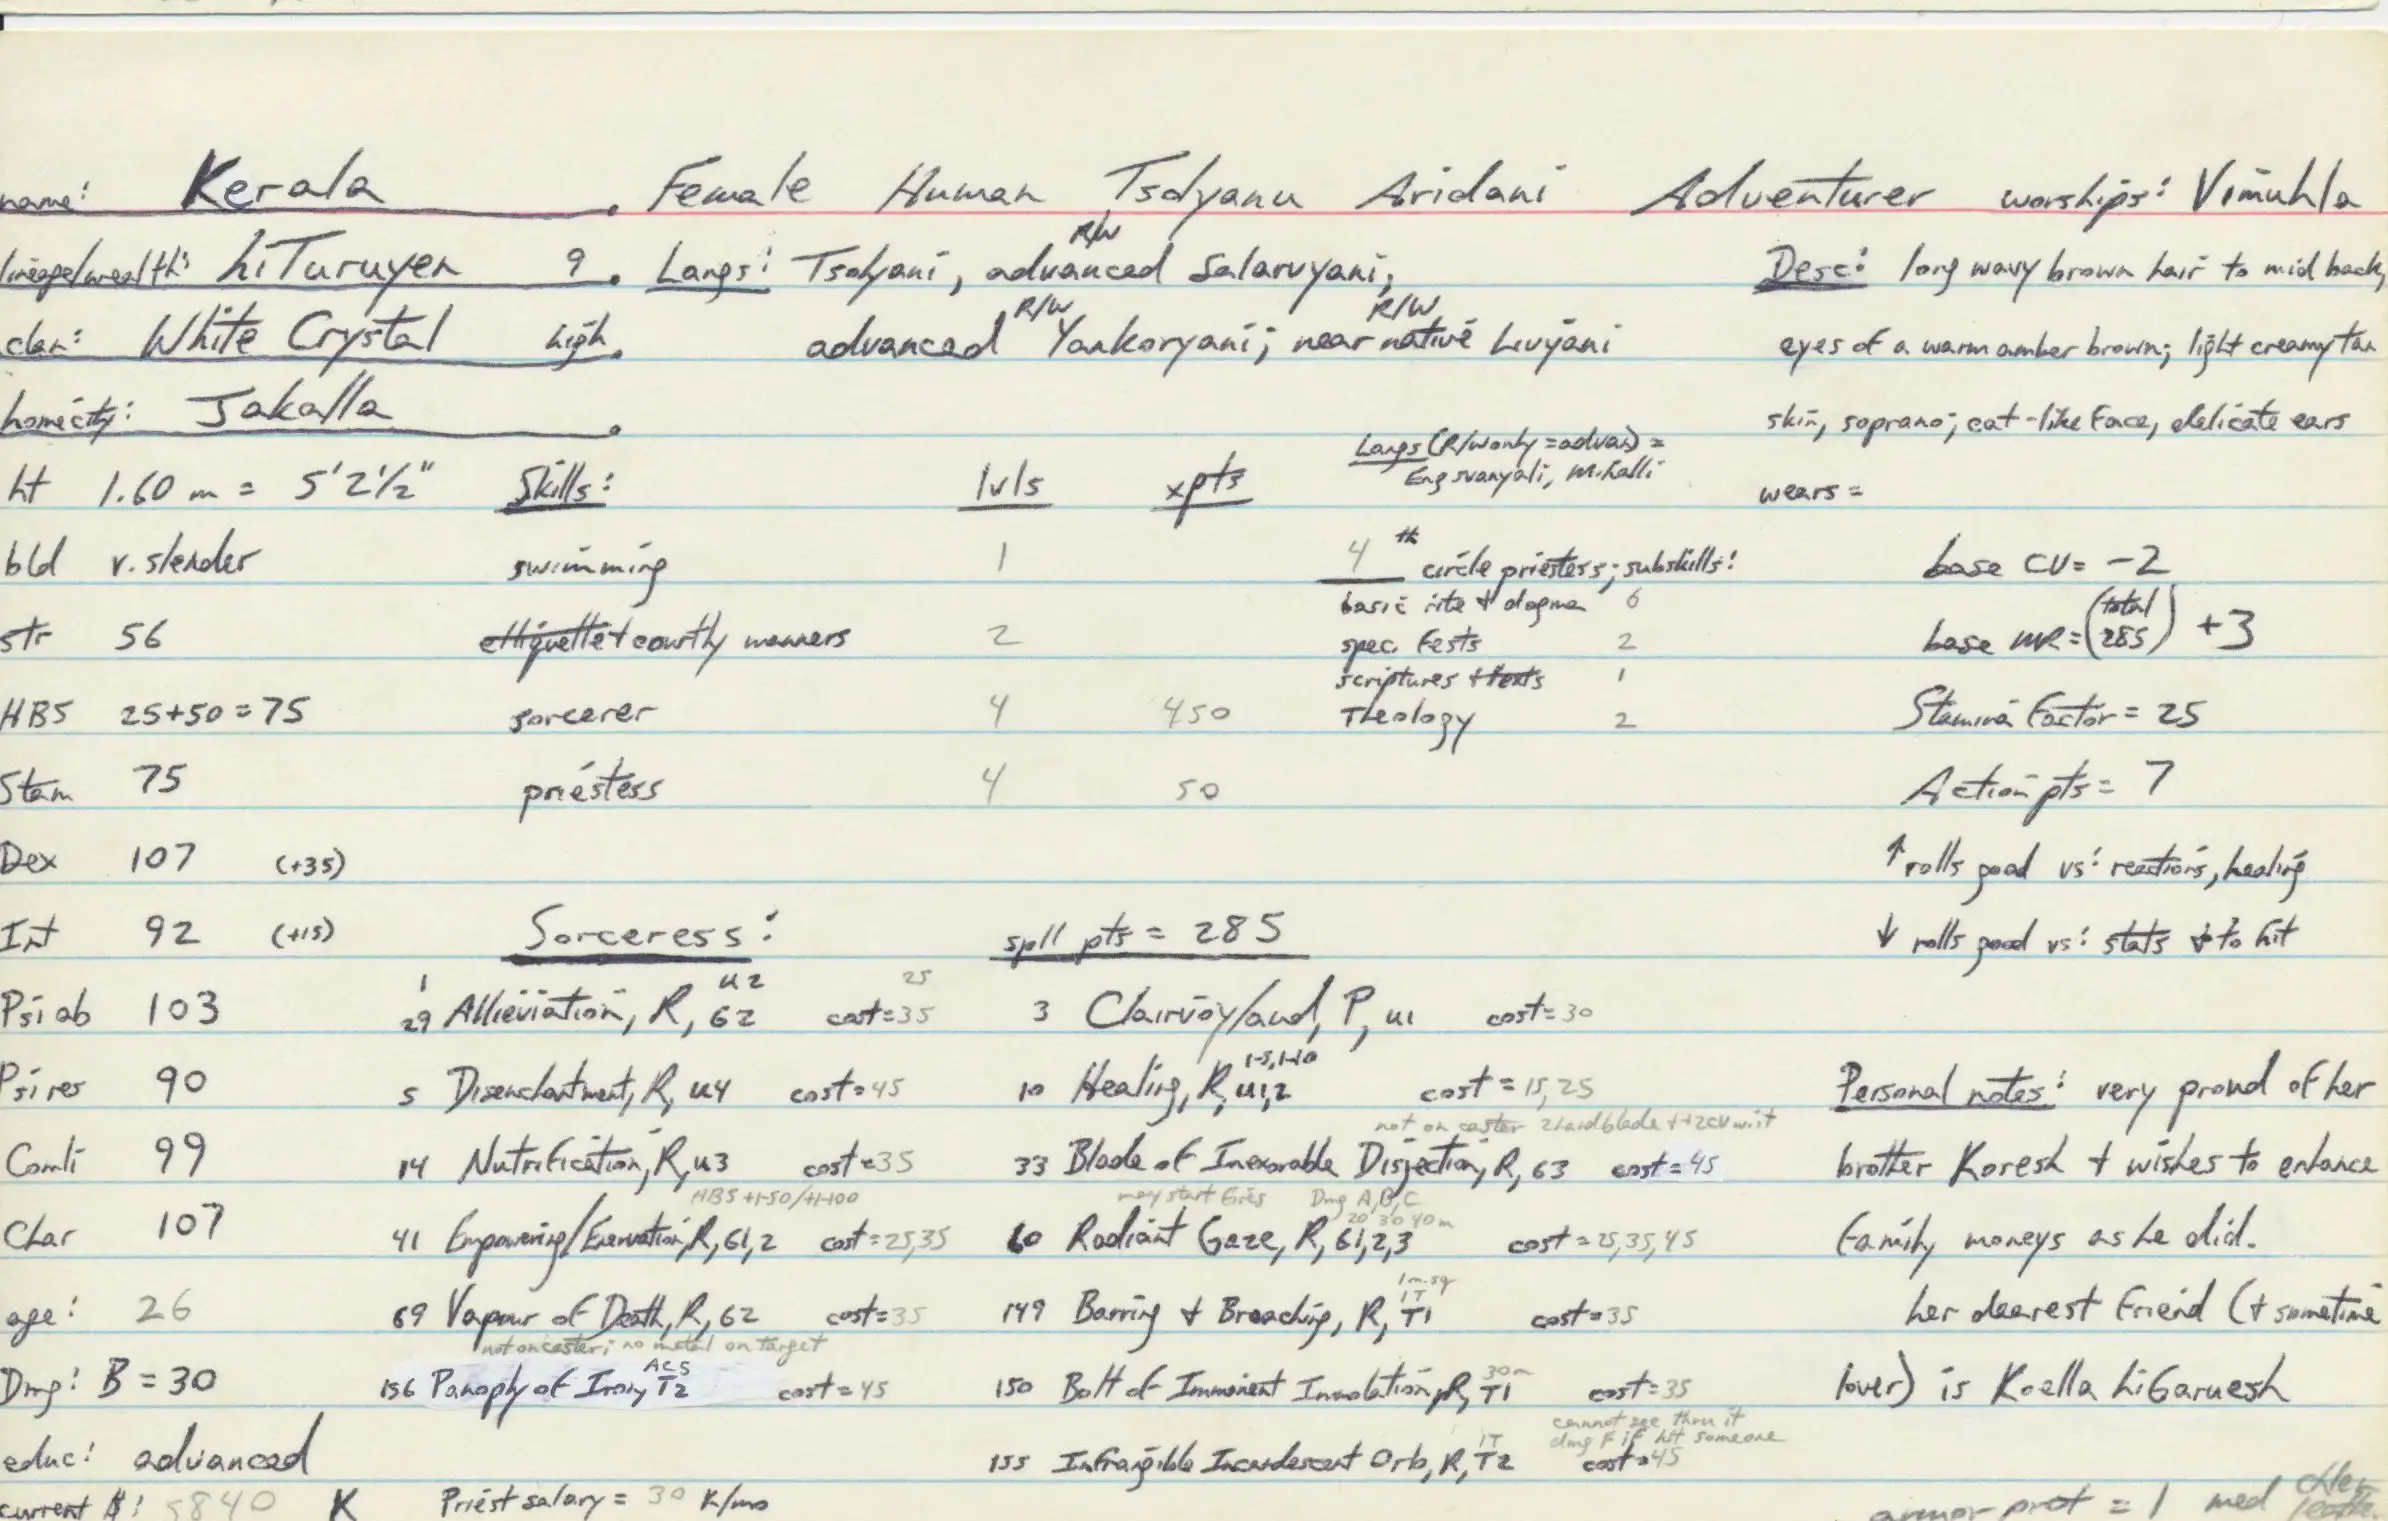 name: Kerala . Female Human Tsolyanu Aridani Adventurer worships: Vimuhla
lineage/wealth: hiTuruyen 9 . Langs: Tsolyani, advanced R/W Salarvyani,
Desc: long wavy brown hair to mid back,
clan: White Crystal high . advanced R/W Yankoryani; near native R/W Livyani
eyes of a warm amber brown; light creamy tan
home city: Jakalla .
skin, soprano; cat-like face, delicate ears
Langs (R/W only = advan) =
Engsvanyali, Mihalli
wears =
ht 1.60 m = 5' 2 1/2" Skills: lvls xpts
bld v. slender swimming 1
4th circle priestess; subskills:
base CV = -2
basic rite + dogma 6
str 56 etiquette + courtly manners 2
spec. fests 2
base MR = (total 285) +3
scriptures + texts 1
HBS 25+50=75 sorcerer 4 450
Theology 2
Stamina Factor = 25
Stam 75 priestess 4 50
Action pts = 7
Dex 107 (+35)
↑ rolls good vs: reactions, healing
Int 92 (+15) Sorceress: spll pts = 285
↓ rolls good vs: stats + to hit
1 u2 25
Psi ab 103 29 Allieviation, R, G2 cost=35 3 Clairvoy/aud, P, u1 cost=30
1-5, 1-10
Psi res 90 5 Disenchantment, R, u4 cost=45 10 Healing, R, u1,2 cost = 15, 25
Personal notes: very proud of her
not on caster 2 hand blade + +2CV w. it
Comli 99 14 Nutrification, R, u3 cost=35 33 Blade of Inexorable Disjection, R, G3 cost=45
brother Koresh + wishes to enhance
HBS +1-50/+1-100 may start fires Dmg A, B, C
20 30 40m
Char 107 41 Empowering/Enervation, R, G1,2 cost=25,35 60 Radiant Gaze, R, G1,2,3 cost=25,35,45
family moneys as he did.
1m.sq
1T
age: 26 69 Vapour of Death, R, G2 cost=35 149 Barring + Breaching, R, T1 cost=35
her dearest friend (+ sometime
not on caster; no metal on target
AC5 30m
Dmg: B = 30 156 Panoply of Irony T2 cost=45 150 Bolt of Imminent Immolation, R, T1 cost=35
lover) is Koella hiGaruesh
cannot see thru it
dmg F if hit someone
1T
educ: advanced 155 Infrangible Incandescent Orb, R, T2 cost=45
current $: 5840 K Priest salary = 30 K/mo
armor prot = 1 med chlen